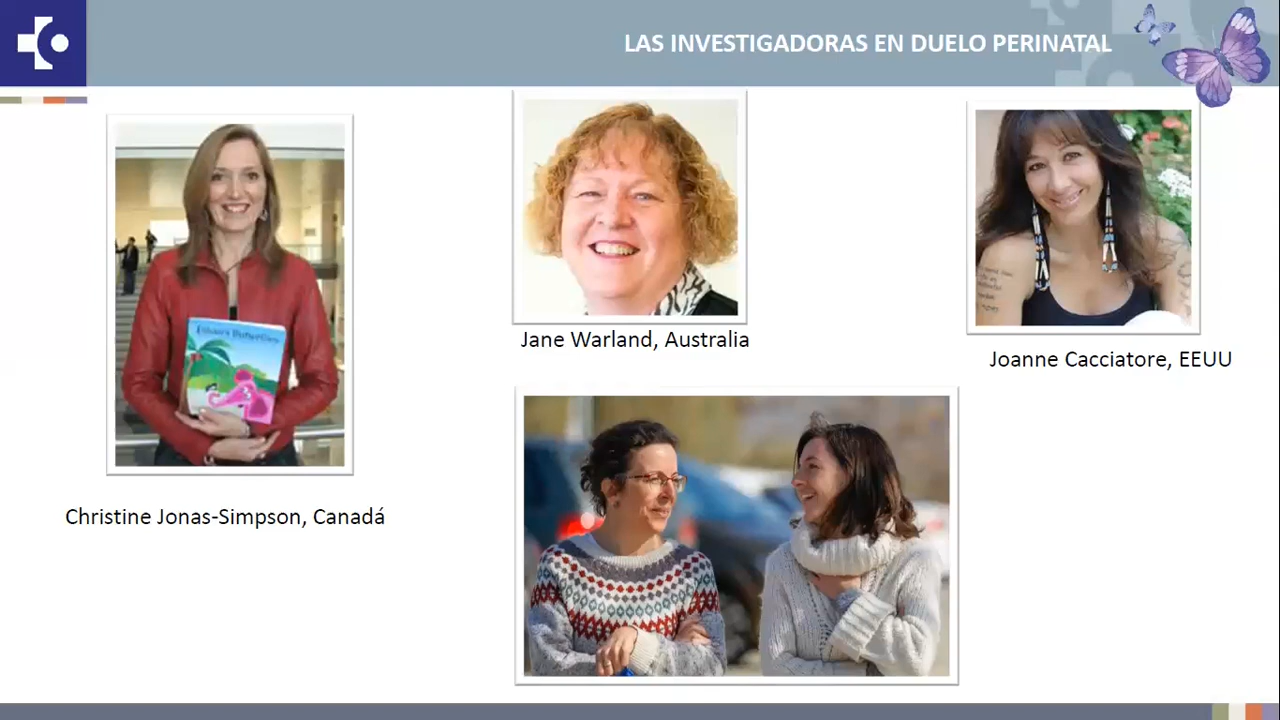 LAS INVESTIGADORAS EN DUELO PERINATAL
Jane Warland, Australia
Joanne Cacciatore, EEUU
Christine Jonas-Simpson, Canadá